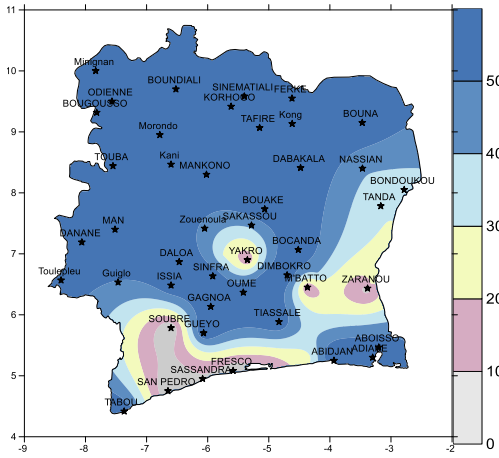 11
10
9
8
7
6
5
4
-9 -8 -7 -6 -5 -4 -3 -2
Minignan
BOUNDIALI
ODIENNE
SINEMATIALI FERKE
BOUGOUSSO
KORHOGO
Kong
BOUNA
TAFIRE
Morondo
TOUBA
Kani
DABAKALA
NASSIAN
MANKONO
BONDOUKOU
TANDA
BOUAKE
Zouenoula
SAKASSOU
MAN
DANANE
BOCANDA
YAKRO
DALOA
Toulepleu
Guiglo
SINFRA
DIMBOKRO
ISSIA
OUME
M'BATTO
ZARANOU
GAGNOA
TIASSALE
SOUBRE
GUEYO
ABOISSO
ABIDJAN
ADIAKE
FRESCO
SASSANDRA
SAN PEDRO
TABOU
50
40
30
20
10
0